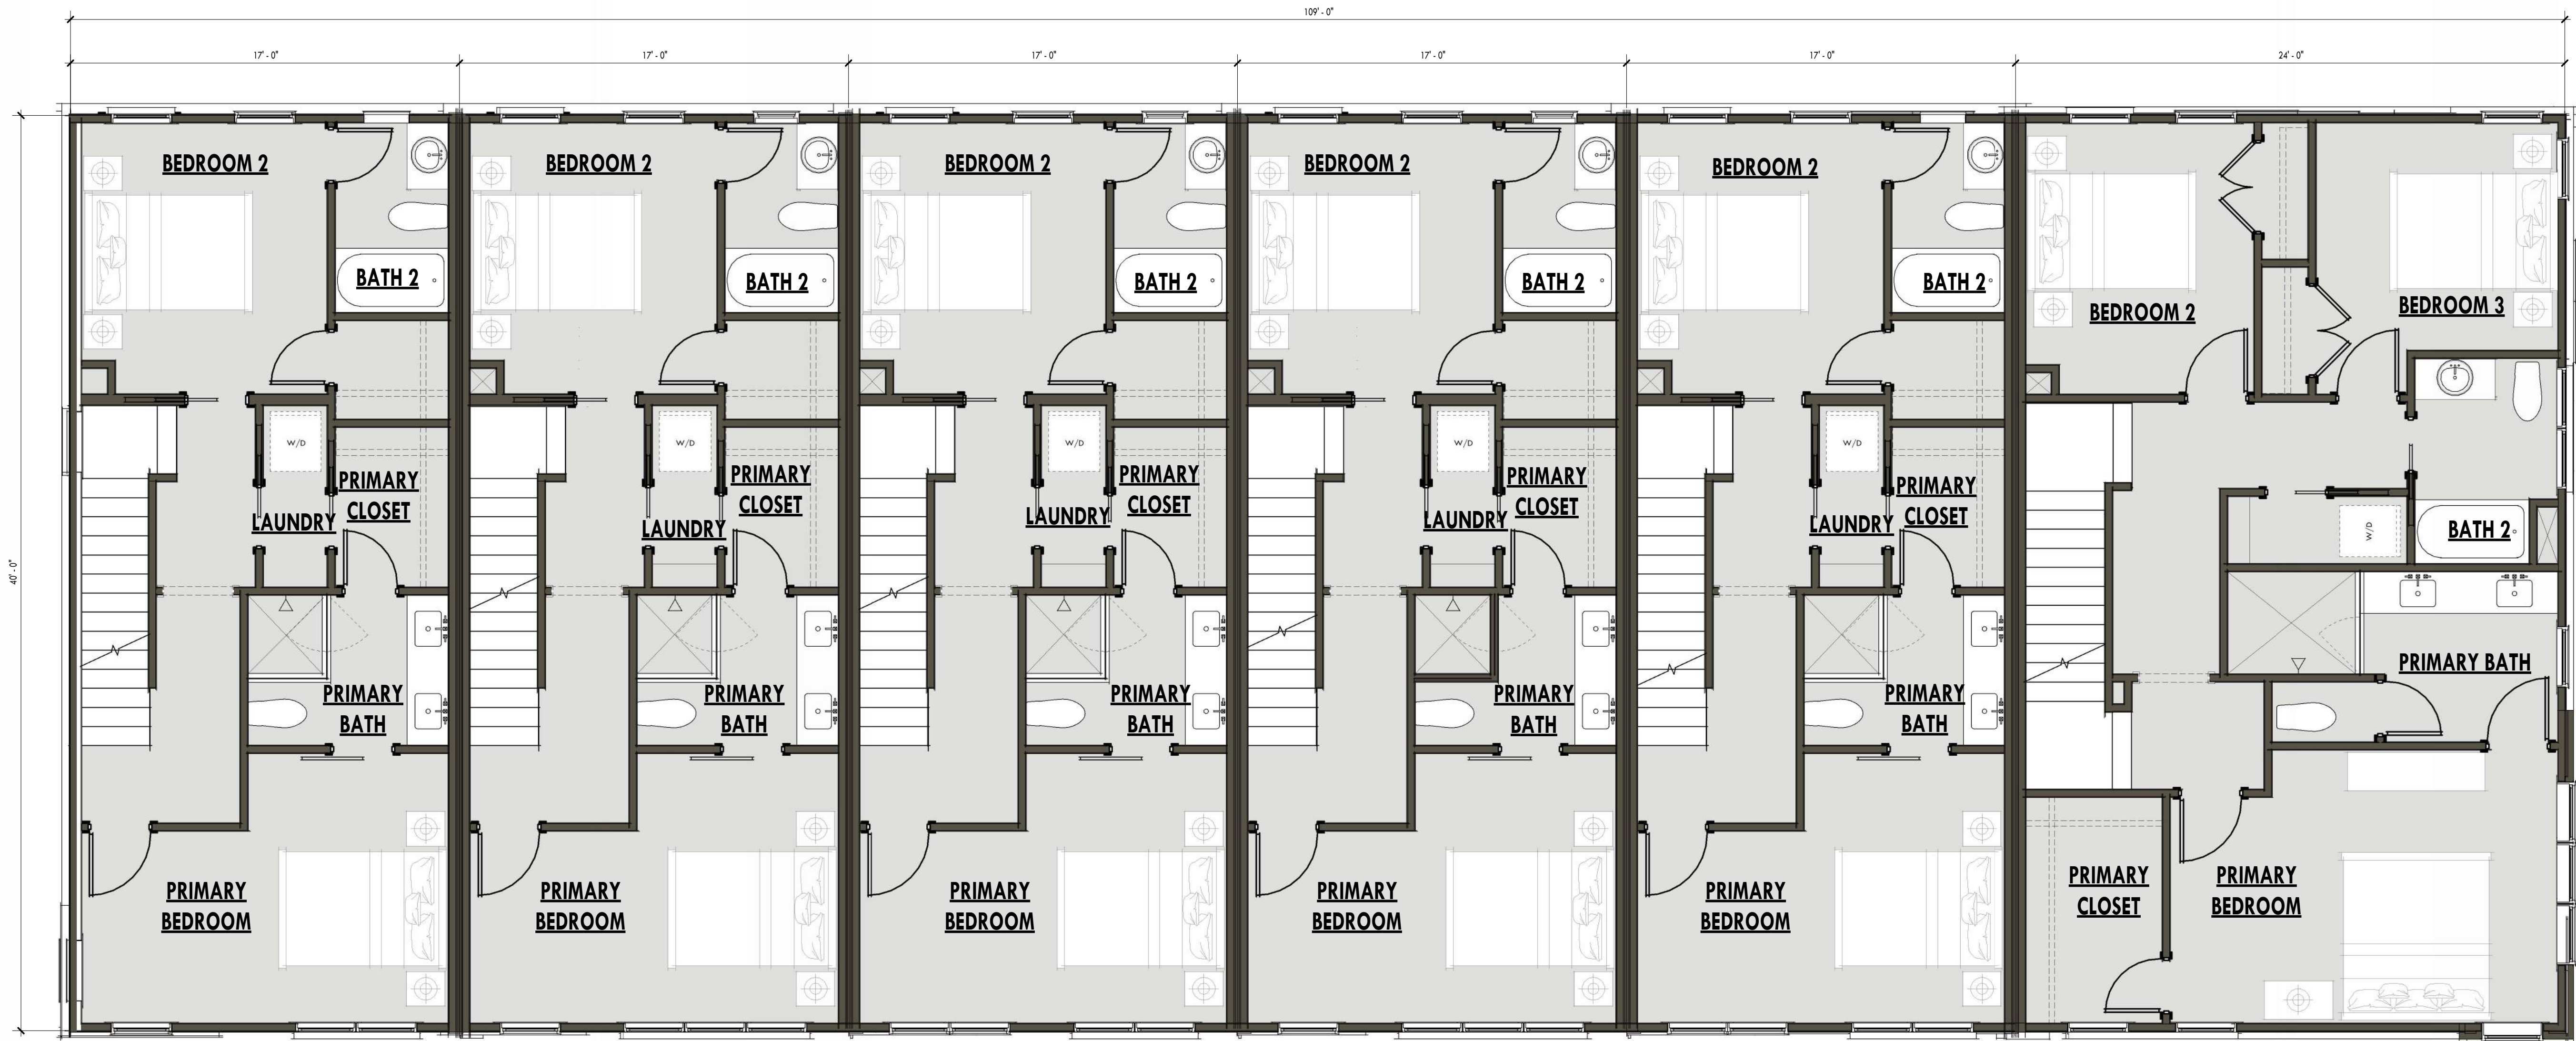 109' - 0"
17' - 0"
17' - 0"
17' - 0"
17' - 0"
17' - 0"
24' - 0"
40' - 0"
BEDROOM 2
BATH 2
W/D
PRIMARY
CLOSET
LAUNDRY
PRIMARY
BATH
PRIMARY
BEDROOM
BEDROOM 2
BATH 2
W/D
PRIMARY
CLOSET
LAUNDRY
PRIMARY
BATH
PRIMARY
BEDROOM
BEDROOM 2
BATH 2
W/D
PRIMARY
CLOSET
LAUNDRY
PRIMARY
BATH
PRIMARY
BEDROOM
BEDROOM 2
BATH 2
W/D
PRIMARY
CLOSET
LAUNDRY
PRIMARY
BATH
PRIMARY
BEDROOM
BEDROOM 2
BATH 2
W/D
PRIMARY
CLOSET
LAUNDRY
PRIMARY
BATH
PRIMARY
BEDROOM
BEDROOM 2
BEDROOM 3
W/D
BATH 2
PRIMARY BATH
PRIMARY
CLOSET
PRIMARY
BEDROOM